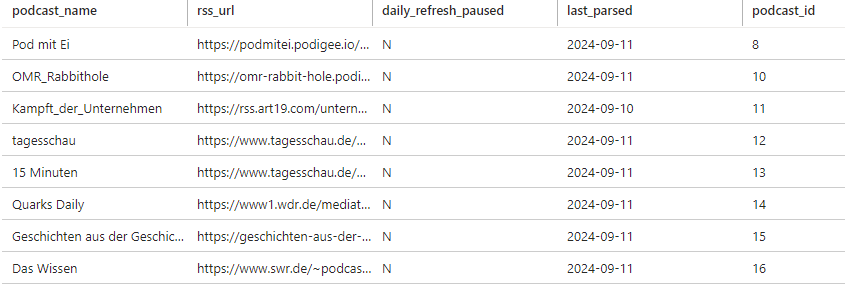 podcast_name rss_url daily_refresh_paused last_parsed podcast_id
Pod mit Ei https://podmitei.podigee.io/... N 2024-09-11 8
OMR_Rabbithole https://omr-rabbit-hole.podi... N 2024-09-11 10
Kampft_der_Unternehmen https://rss.art19.com/untern... N 2024-09-10 11
tagesschau https://www.tagesschau.de/... N 2024-09-11 12
15 Minuten https://www.tagesschau.de/... N 2024-09-11 13
Quarks Daily https://www1.wdr.de/mediat... N 2024-09-11 14
Geschichten aus der Geschic... https://geschichten-aus-der-... N 2024-09-11 15
Das Wissen https://www.swr.de/~podcas... N 2024-09-11 16